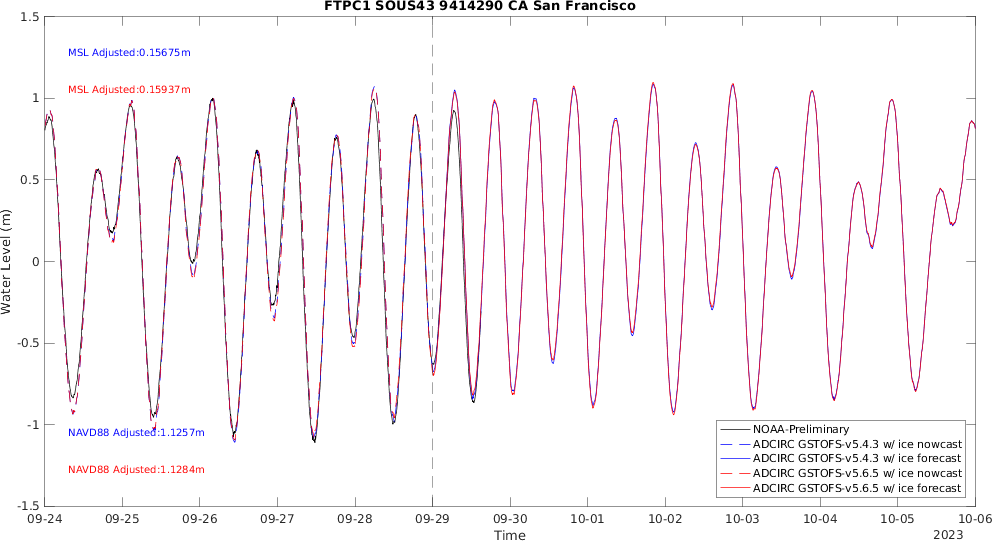 FTPC1 SOUS43 9414290 CA San Francisco
1.5
MSL Adjusted:0.15675m
MSL Adjusted:0.15937m
1
0.5
Water Level (m)
0
-0.5
-1
NAVD88 Adjusted:1.1257m
NAVD88 Adjusted:1.1284m
-1.5
NOAA-Preliminary
ADCIRC GSTOFS-v5.4.3 w/ ice nowcast
ADCIRC GSTOFS-v5.4.3 w/ ice forecast
ADCIRC GSTOFS-v5.6.5 w/ ice nowcast
ADCIRC GSTOFS-v5.6.5 w/ ice forecast
09-24 09-25 09-26 09-27 09-28 09-29 09-30 10-01 10-02 10-03 10-04 10-05 10-06
Time
2023